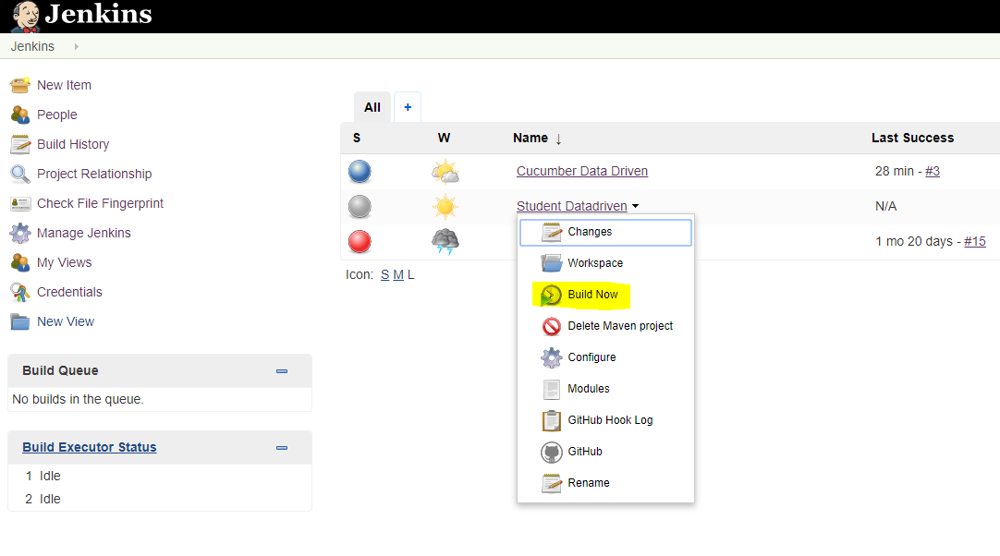 Jenkins
Jenkins
New Item
People
Build History
Project Relationship
Check File Fingerprint
Manage Jenkins
My Views
Credentials
New View
Build Queue
No builds in the queue.
Build Executor Status
1 Idle
2 Idle
All +
S W Name ↓ Last Success
Cucumber Data Driven 28 min - #3
Student Datadriven N/A
1 mo 20 days - #15
Icon: S M L
Changes
Workspace
Build Now
Delete Maven project
Configure
Modules
GitHub Hook Log
GitHub
Rename